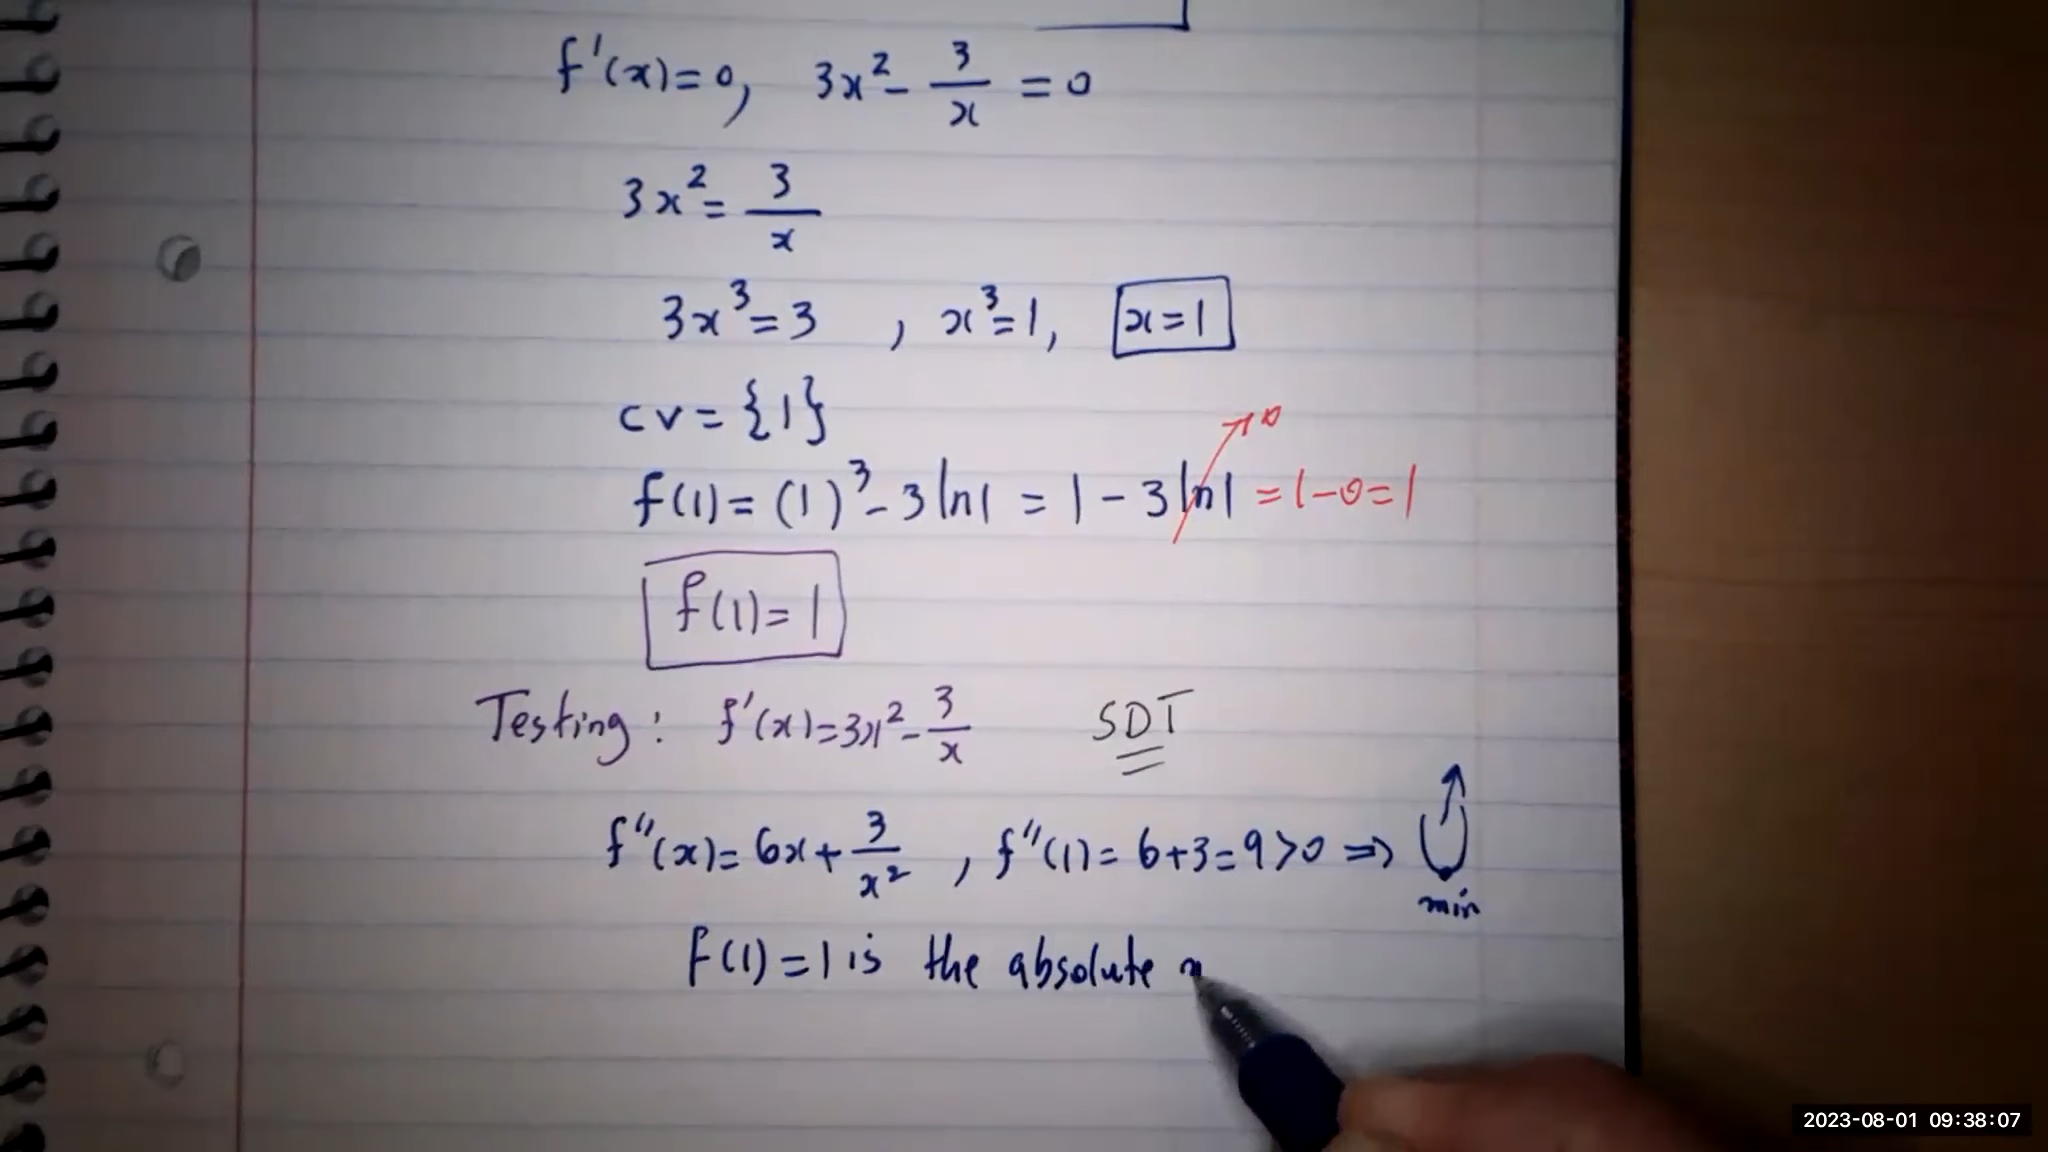 f'(x)=0, 3x²- 3/x = 0
3x²= 3/x
3x³=3 , x³=1, x=1
CV={1}
f(1)=(1)³-3ln1 = 1-3ln1 =1-0=1
0
f(1)=1
Testing: f'(x)=3x²- 3/x SDT
f''(x)=6x+ 3/x² , f''(1)=6+3=9>0 ⇒
min
f(1)=1 is the absolute
2023-08-01 09:38:07